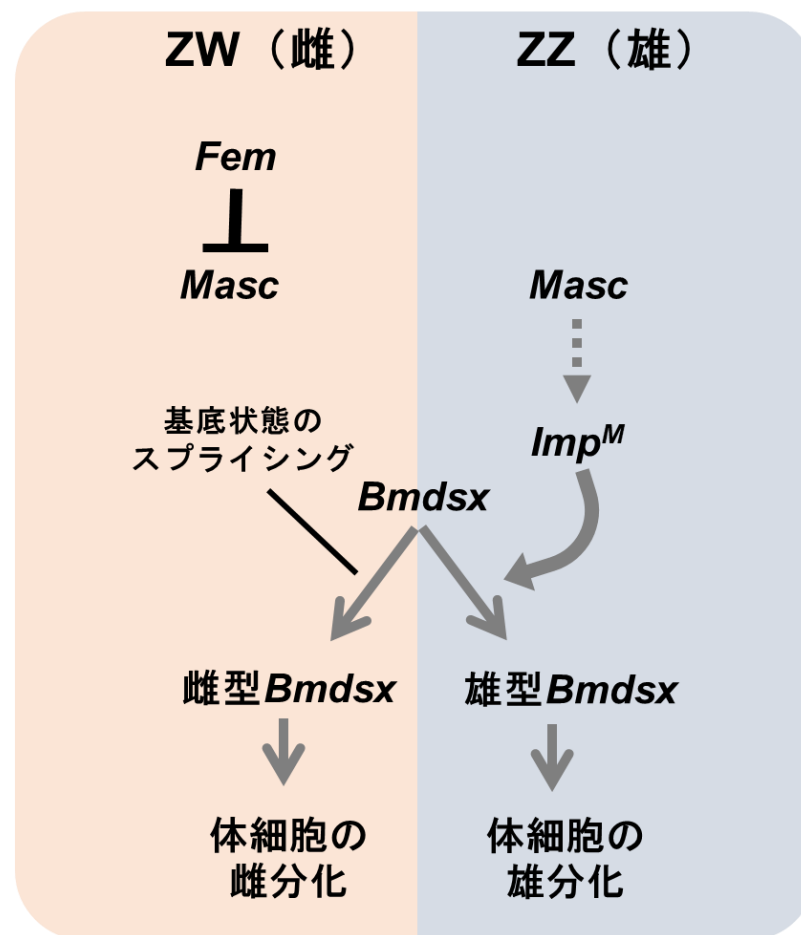 ZW（雌）
ZZ（雄）
Fem
Masc
Masc
基底状態の
スプライシング
Imp^M
Bmdsx
雌型Bmdsx
雄型Bmdsx
体細胞の
雌分化
体細胞の
雄分化